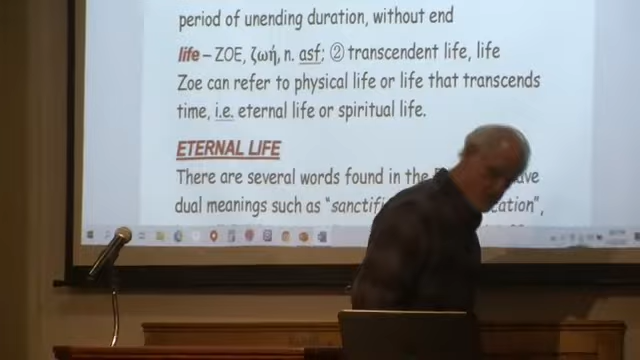 period of unending duration, without end
life – ZOE, ζωή, n. asf; ② transcendent life, life
Zoe can refer to physical life or life that transcends
time, i.e. eternal life or spiritual life.
ETERNAL LIFE
There are several words found in the
dual meanings such as "sanctifi cation",